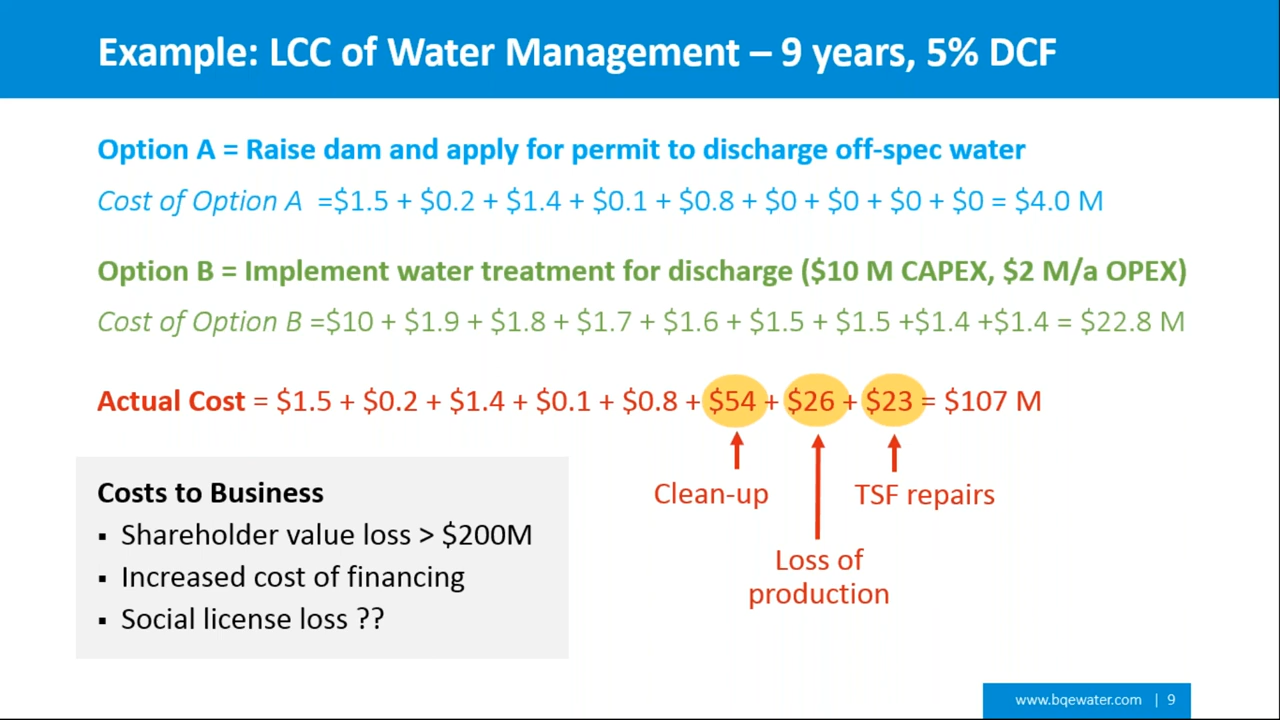 Example: LCC of Water Management – 9 years, 5% DCF
Option A = Raise dam and apply for permit to discharge off-spec water
Cost of Option A =$1.5 + $0.2 + $1.4 + $0.1 + $0.8 + $0 + $0 + $0 + $0 = $4.0 M
Option B = Implement water treatment for discharge ($10 M CAPEX, $2 M/a OPEX)
Cost of Option B =$10 + $1.9 + $1.8 + $1.7 + $1.6 + $1.5 + $1.5 +$1.4 +$1.4 = $22.8 M
Actual Cost = $1.5 + $0.2 + $1.4 + $0.1 + $0.8 + $54 + $26 + $23 = $107 M
Clean-up
TSF repairs
Loss of
production
Costs to Business
▪ Shareholder value loss > $200M
▪ Increased cost of financing
▪ Social license loss ??
www.bqewater.com | 9